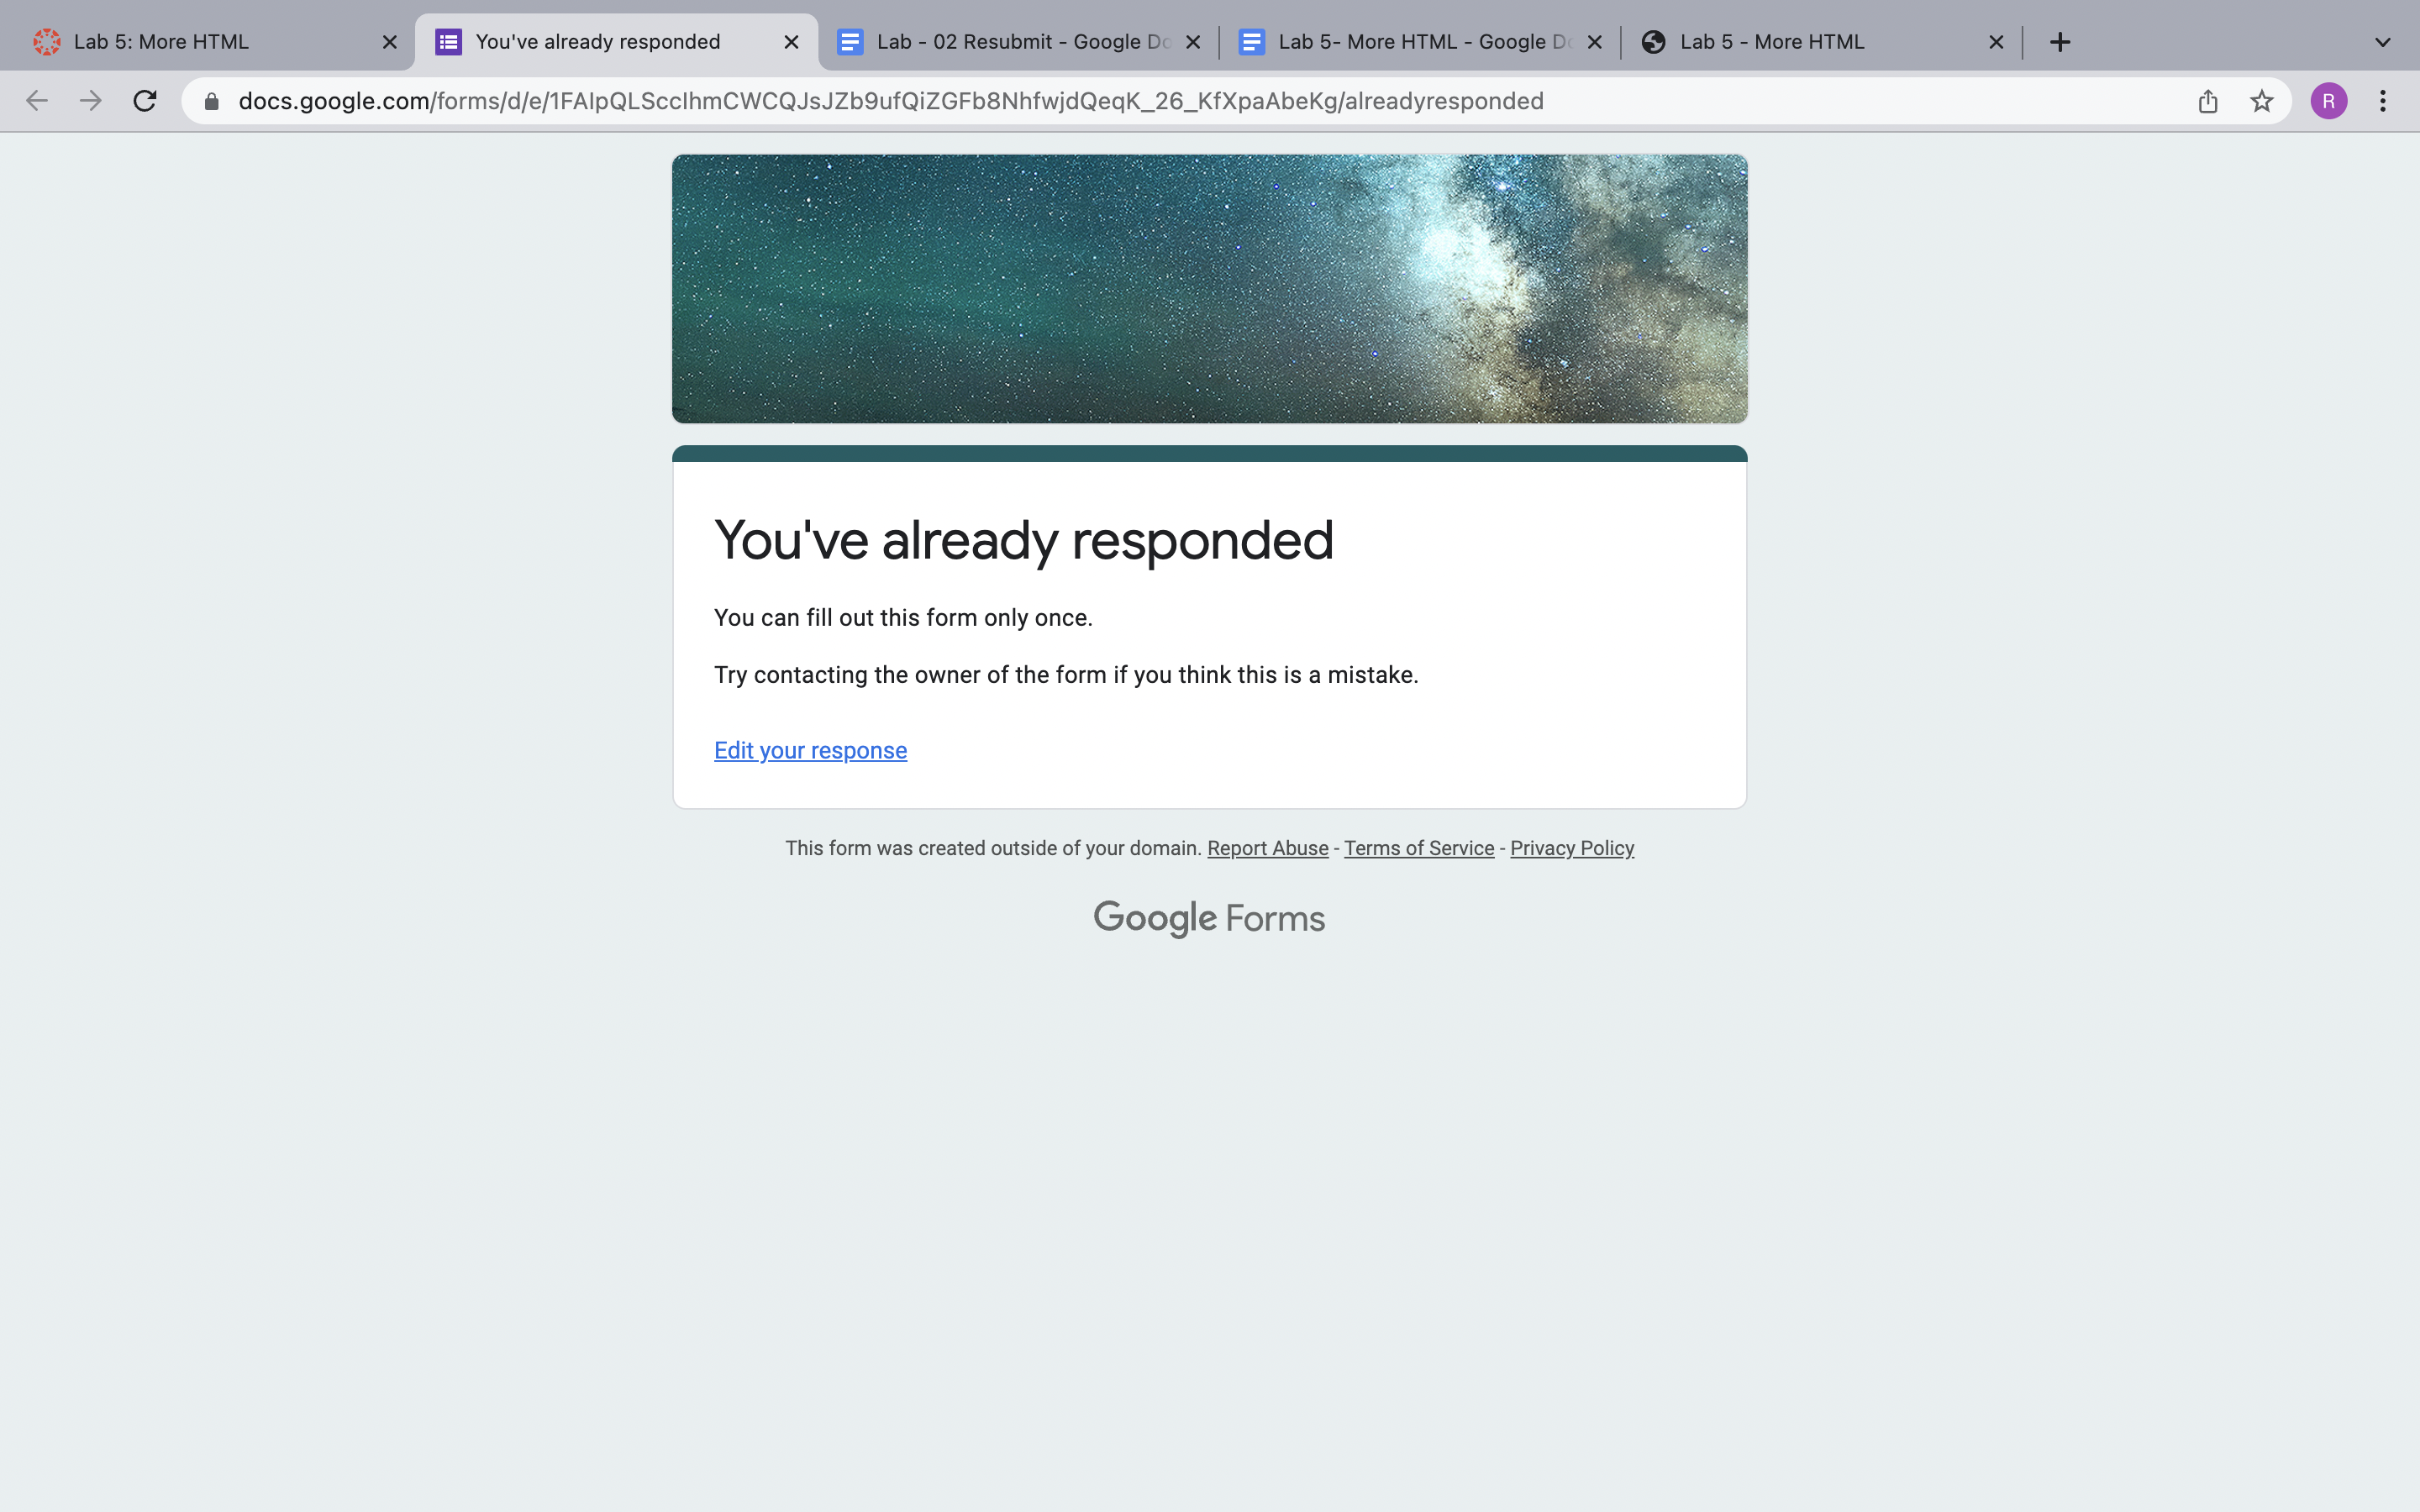 Lab 5: More HTML
You've already responded
Lab - 02 Resubmit - Google Do
Lab 5- More HTML - Google Do
Lab 5 - More HTML
docs.google.com/forms/d/e/1FAIpQLSccIhmCWCQJsJZb9ufQiZGFb8NhfwjdQeqK_26_KfXpaAbeKg/alreadyresponded
R
You've already responded
You can fill out this form only once.
Try contacting the owner of the form if you think this is a mistake.
Edit your response
This form was created outside of your domain. Report Abuse - Terms of Service - Privacy Policy
Google Forms